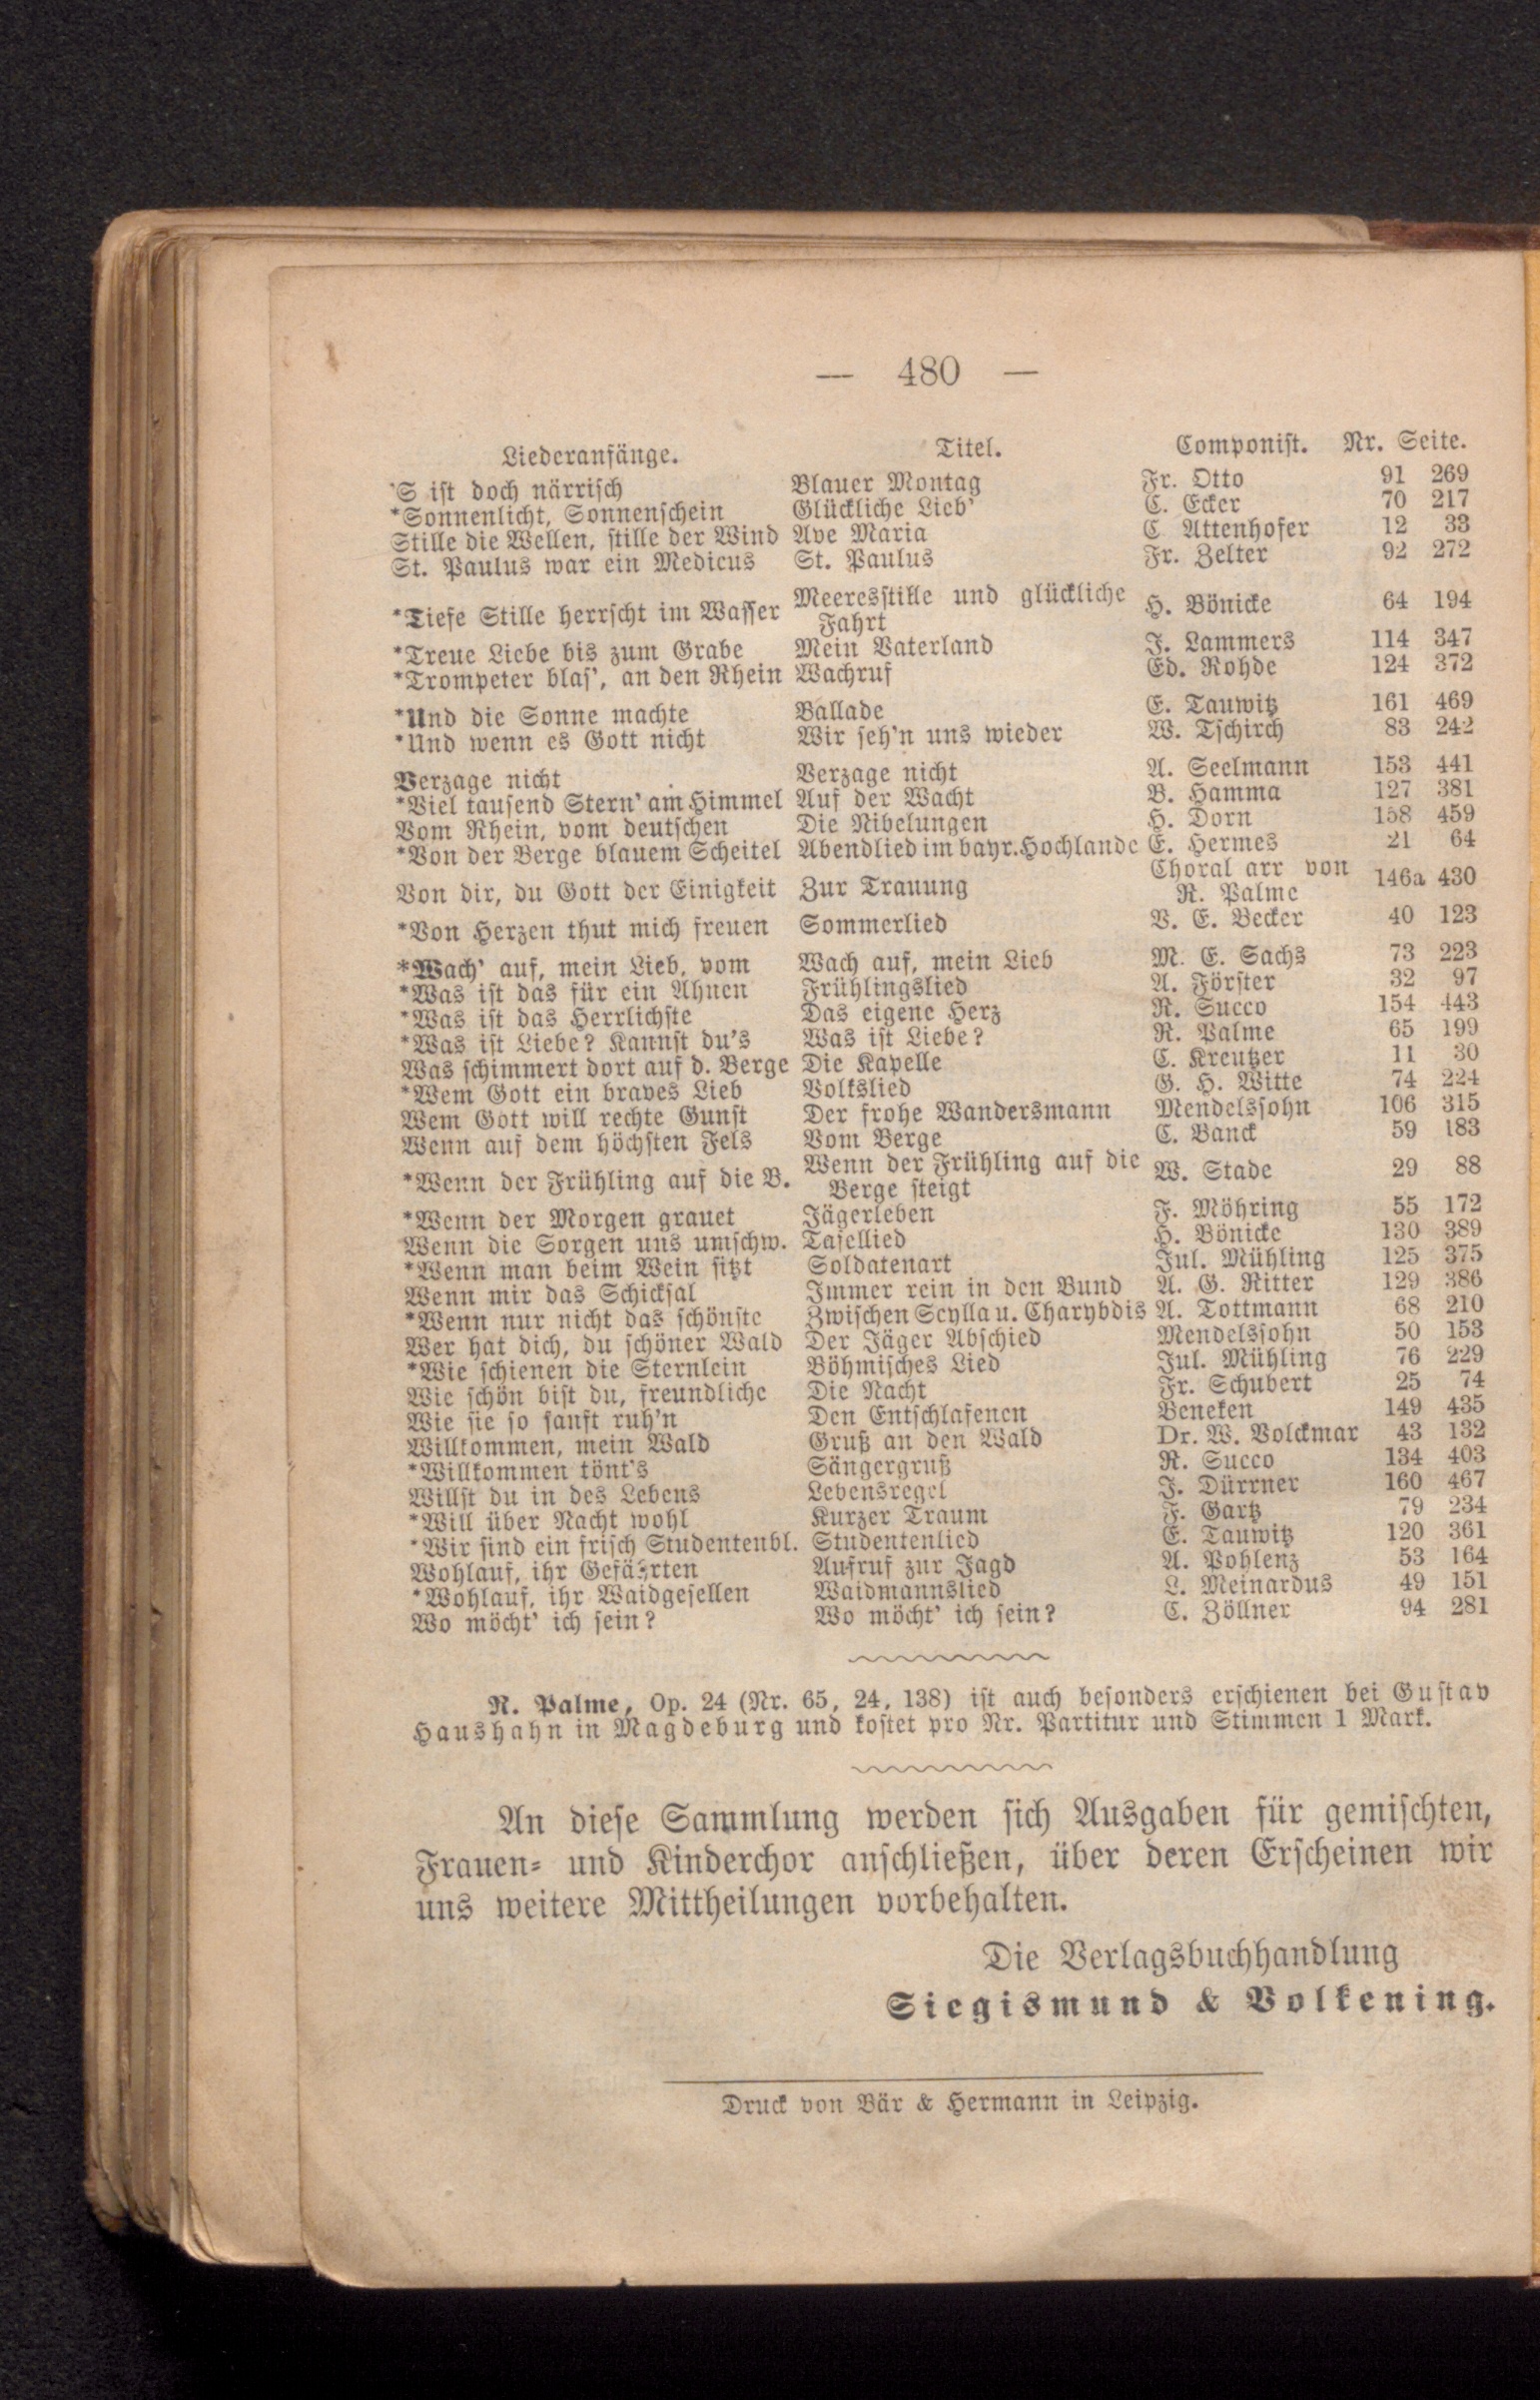 — 480 —
Liederanfänge. Titel. Componist. Nr. Seite.
'S ist doch närrisch Blauer Montag Fr. Otto 91 269
*Sonnenlicht, Sonnenschein Glückliche Lieb' C. Ecker 70 217
Stille die Wellen, stille der Wind Ave Maria C Attenhofer 12 33
St. Paulus war ein Medicus St. Paulus Fr. Zelter 92 272
*Tiefe Stille herrscht im Wasser Meeresstille und glückliche Fahrt H. Bönicke 64 194
*Treue Liebe bis zum Grabe Mein Vaterland J. Lammers 114 347
*Trompeter blas', an den Rhein Wachruf Ed. Rohde 124 372
*Und die Sonne machte Ballade E. Tauwitz 161 469
*Und wenn es Gott nicht Wir seh'n uns wieder W. Tschirch 83 242
Verzage nicht Verzage nicht A. Seelmann 153 441
*Viel tausend Stern' am Himmel Auf der Wacht B. Hamma 127 381
Vom Rhein, vom deutschen Die Nibelungen H. Dorn 158 459
*Von der Berge blauem Scheitel Abendlied im bayr. Hochlande E. Hermes 21 64
Von dir, du Gott der Einigkeit Zur Trauung Choral arr von R. Palme 146a 430
*Von Herzen thut mich freuen Sommerlied V. E. Becker 40 123
*Wach' auf, mein Lieb, vom Wach auf, mein Lieb M. E. Sachs 73 223
*Was ist das für ein Ahnen Frühlingslied A. Förster 32 97
*Was ist das Herrlichste Das eigene Herz R. Succo 154 443
*Was ist Liebe? Kannst du's Was ist Liebe? R. Palme 65 199
Was schimmert dort auf d. Berge Die Kapelle C. Kreutzer 11 30
*Wem Gott ein braves Lieb Volkslied G. H. Witte 74 224
Wem Gott will rechte Gunst Der frohe Wandersmann Mendelssohn 106 315
Wenn auf dem höchsten Fels Vom Berge C. Banck 59 183
*Wenn der Frühling auf die B. Wenn der Frühling auf die Berge steigt W. Stade 29 88
*Wenn der Morgen grauet Jägerleben F. Möhring 55 172
Wenn die Sorgen uns umschw. Tafellied H. Bönicke 130 389
*Wenn man beim Wein sitzt Soldatenart Jul. Mühling 125 375
Wenn mir das Schicksal Immer rein in den Bund A. G. Ritter 129 386
*Wenn nur nicht das schönste Zwischen Scylla u. Charybdis A. Tottmann 68 210
Wer hat dich, du schöner Wald Der Jäger Abschied Mendelssohn 50 153
*Wie schienen die Sternlein Böhmisches Lied Jul. Mühling 76 229
Wie schön bist du, freundliche Die Nacht Fr. Schubert 25 74
Wie sie so sanft ruh'n Den Entschlafenen Beneken 149 435
Willkommen, mein Wald Gruß an den Wald Dr. W. Volckmar 43 132
*Willkommen tönt's Sängergruß R. Succo 134 403
Willst du in des Lebens Lebensregel J. Dürrner 160 467
*Will über Nacht wohl Kurzer Traum F. Gartz 79 234
*Wir sind ein frisch Studentenbl. Studentenlied E. Tauwitz 120 361
Wohlauf, ihr Gefährten Aufruf zur Jagd A. Pohlenz 53 164
*Wohlauf, ihr Waidgesellen Waidmannslied L. Meinardus 49 151
Wo möcht' ich sein? Wo möcht' ich sein? C. Zöllner 94 281
R. Palme, Op. 24 (Nr. 65, 24, 138) ist auch besonders erschienen bei Gustav
Haushahn in Magdeburg und kostet pro Nr. Partitur und Stimmen 1 Mark.
An diese Sammlung werden sich Ausgaben für gemischten,
Frauen- und Kinderchor anschließen, über deren Erscheinen wir
uns weitere Mittheilungen vorbehalten.
Die Verlagsbuchhandlung
Siegismund & Volkening.
Druck von Bär & Hermann in Leipzig.